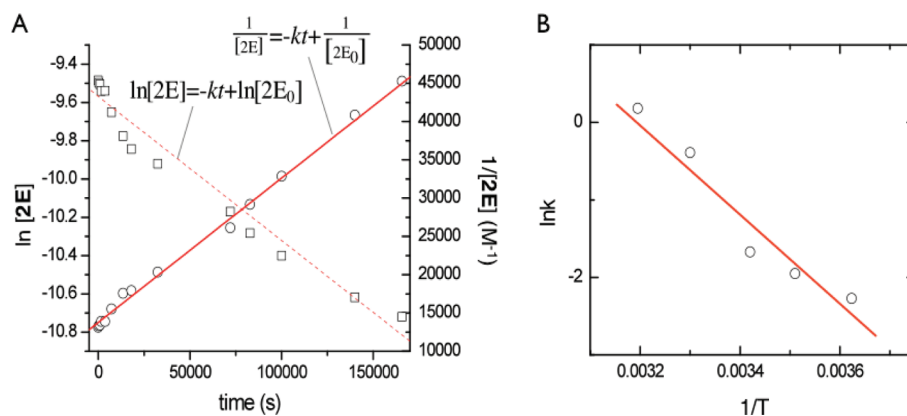 A
1/[2E]=-kt+1/[2E₀]
ln[2E]=-kt+ln[2E₀]
ln [2E]
-9.4
-9.6
-9.8
-10.0
-10.2
-10.4
-10.6
-10.8
50000
45000
40000
35000
30000
25000
20000
15000
10000
1/[2E] (M⁻¹)
0 50000 100000 150000
time (s)
B
lnk
0
-2
0.0032 0.0034 0.0036
1/T